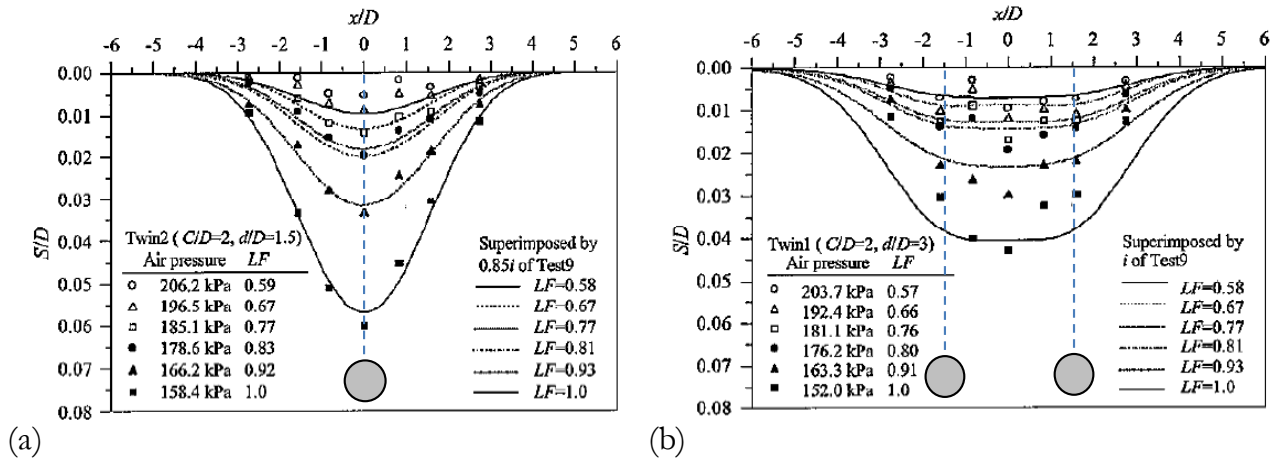 x/D
-6 -5 -4 -3 -2 -1 0 1 2 3 4 5 6
0.00
0.01
0.02
0.03
0.04
0.05
0.06
0.07
0.08
S/D
Twin2 ( C/D=2, d/D=1.5)
Air pressure LF
206.2 kPa 0.59
196.5 kPa 0.67
185.1 kPa 0.77
178.6 kPa 0.83
166.2 kPa 0.92
158.4 kPa 1.0
Superimposed by
0.85i of Test9
LF=0.58
LF=0.67
LF=0.77
LF=0.81
LF=0.93
LF=1.0
(a)
x/D
-6 -5 -4 -3 -2 -1 0 1 2 3 4 5 6
0.00
0.01
0.02
0.03
0.04
0.05
0.06
0.07
0.08
S/D
Twin1 ( C/D=2, d/D=3)
Air pressure LF
203.7 kPa 0.57
192.4 kPa 0.66
181.1 kPa 0.76
176.2 kPa 0.80
163.3 kPa 0.91
152.0 kPa 1.0
Superimposed by
i of Test9
LF=0.58
LF=0.67
LF=0.77
LF=0.81
LF=0.93
LF=1.0
(b)